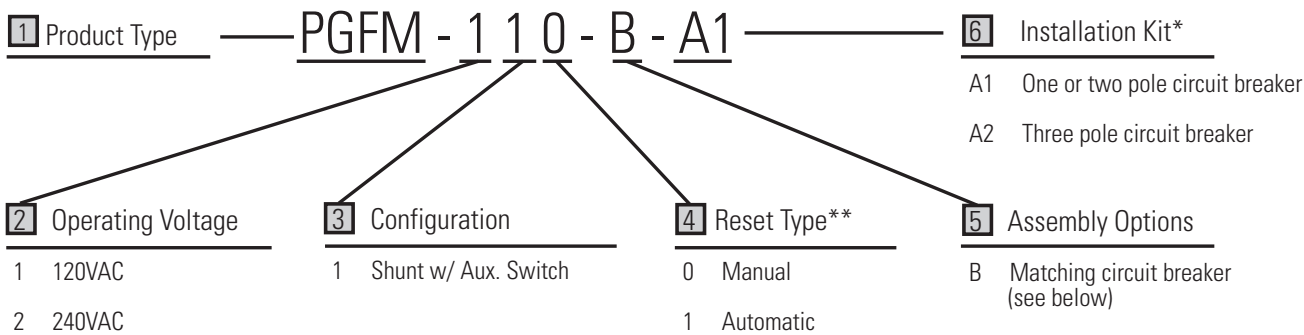 1 Product Type
PGFM - 1 1 0 - B - A1
6 Installation Kit*
A1 One or two pole circuit breaker
A2 Three pole circuit breaker
2 Operating Voltage
1 120VAC
2 240VAC
3 Configuration
1 Shunt w/ Aux. Switch
4 Reset Type**
0 Manual
1 Automatic
5 Assembly Options
B Matching circuit breaker
(see below)